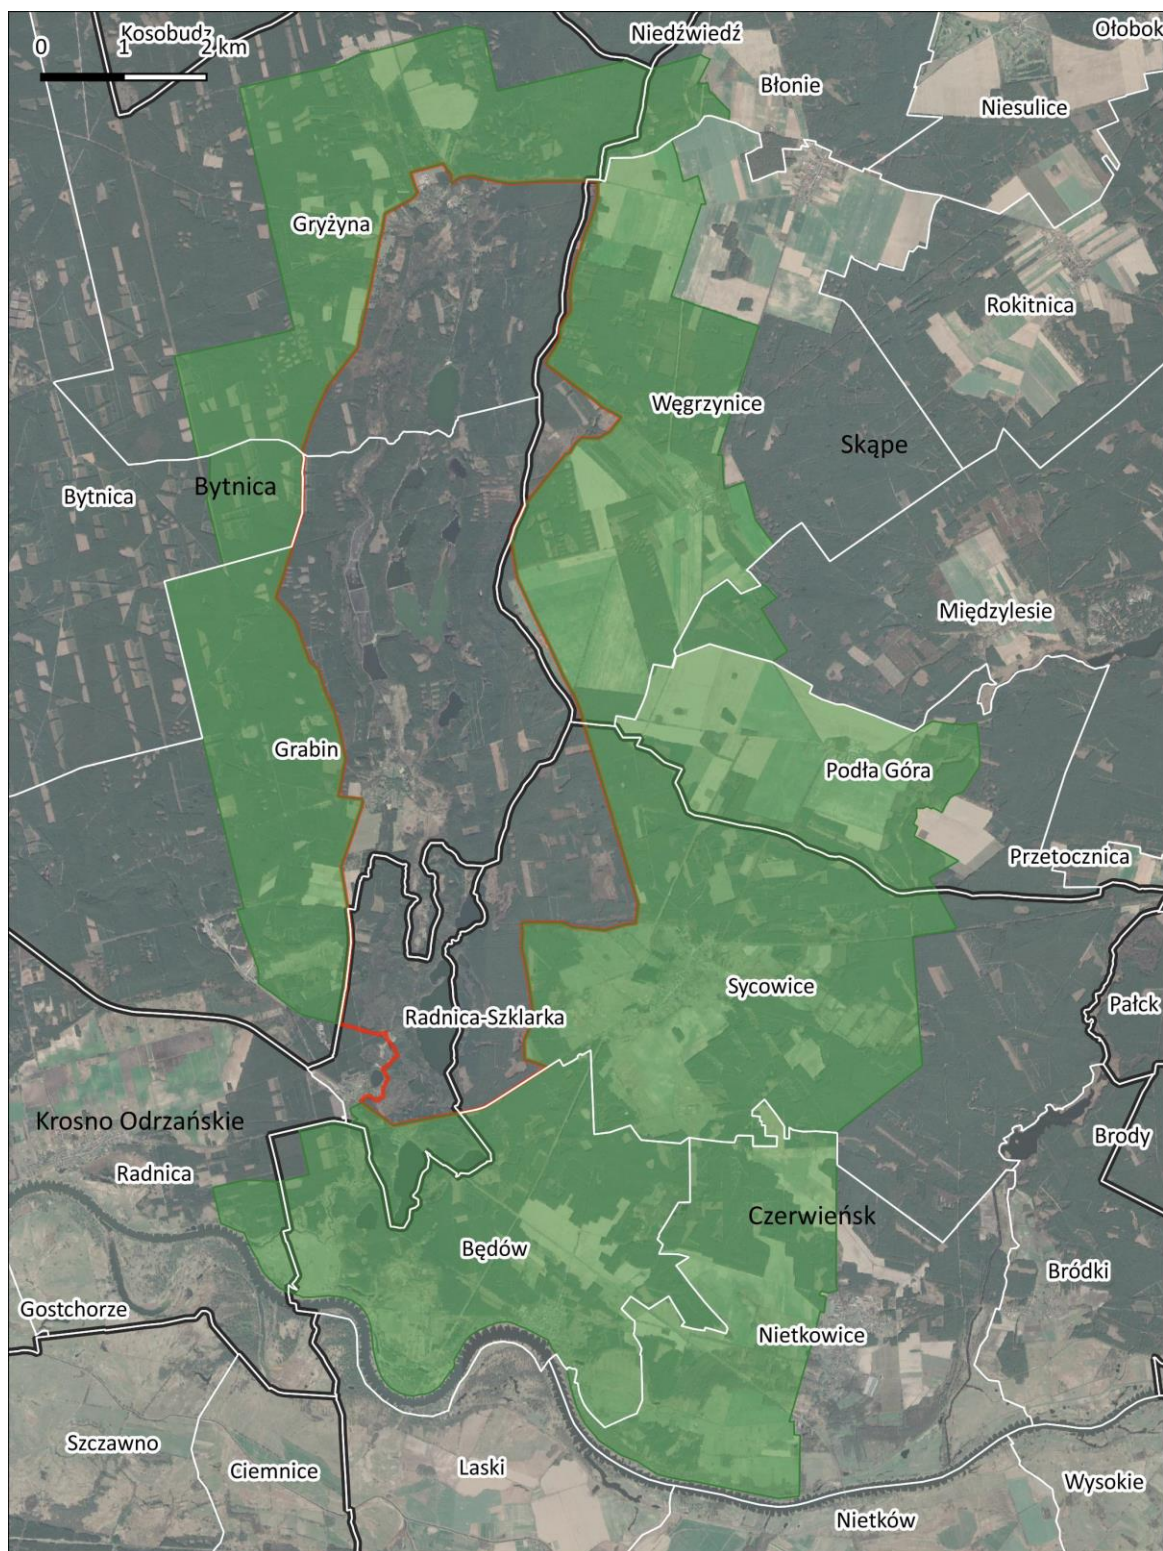 Kosobudz
Niedźwiedź
Ołobok
0 1 2 km
Błonie
Niesulice
Gryżyna
Rokitnica
Węgrzynice
Skąpe
Bytnica
Bytnica
Międzylesie
Grabin
Podła Góra
Przetocznica
Sycowice
Pałck
Radnica-Szklarka
Krosno Odrzańskie
Brody
Radnica
Czerwieńsk
Będów
Bródki
Gostchorze
Nietkowice
Szczawno
Ciemnice
Laski
Wysokie
Nietków